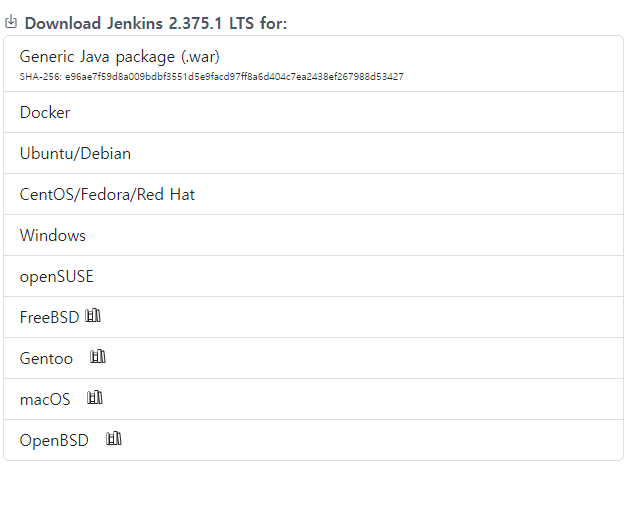 Download Jenkins 2.375.1 LTS for:
Generic Java package (.war)
SHA-256: e96ae7f59d8a009bdbf3551d5e9facd97ff8a6d404c7ea2438ef267988d53427
Docker
Ubuntu/Debian
CentOS/Fedora/Red Hat
Windows
openSUSE
FreeBSD
Gentoo
macOS
OpenBSD